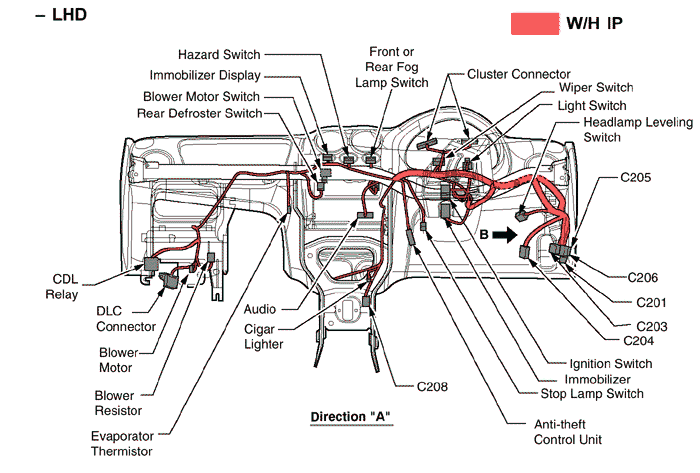 – LHD
W/H IP
Hazard Switch
Immobilizer Display
Blower Motor Switch
Rear Defroster Switch
Front or
Rear Fog
Lamp Switch
Cluster Connector
Wiper Switch
Light Switch
Headlamp Leveling
Switch
C205
B
C206
C201
C203
C204
CDL
Relay
DLC
Connector
Blower
Motor
Blower
Resistor
Evaporator
Thermistor
Audio
Cigar
Lighter
C208
Direction "A"
Ignition Switch
Immobilizer
Stop Lamp Switch
Anti-theft
Control Unit